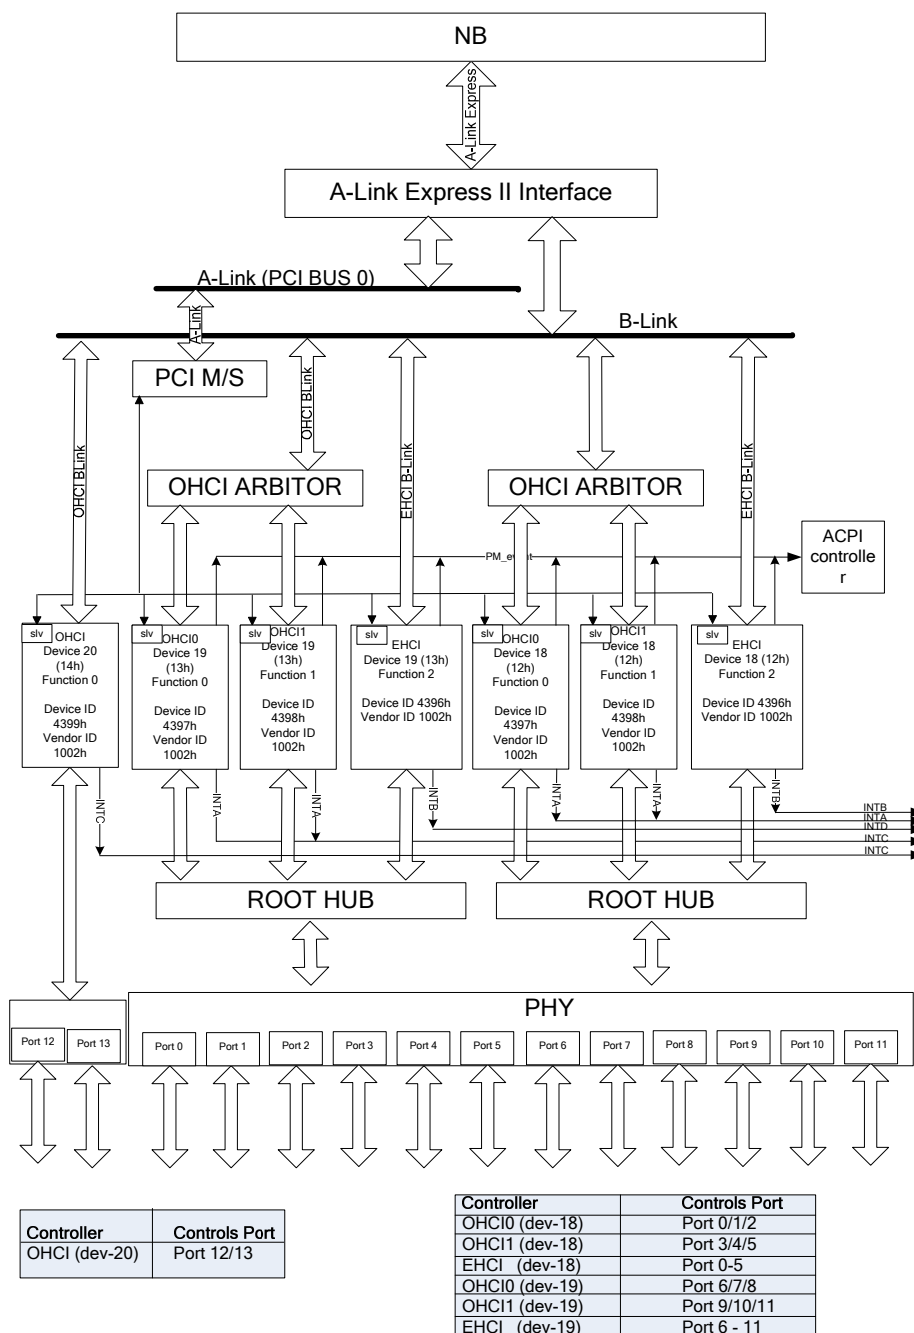 NB
A-Link Express
A-Link Express II Interface
A-Link (PCI BUS 0)
B-Link
A-Link
PCI M/S
OHCI BLink
OHCI BLink
EHCI B-Link
EHCI B-Link
OHCI ARBITOR
OHCI ARBITOR
PM_event
ACPI
controlle
r
slv
OHCI
Device 20
(14h)
Function 0
Device ID
4399h
Vendor ID
1002h
slv
OHCI0
Device 19
(13h)
Function 0
Device ID
4397h
Vendor ID
1002h
slv
OHCI1
Device 19
(13h)
Function 1
Device ID
4398h
Vendor ID
1002h
slv
EHCI
Device 19 (13h)
Function 2
Device ID 4396h
Vendor ID 1002h
slv
OHCI0
Device 18
(12h)
Function 0
Device ID
4397h
Vendor ID
1002h
slv
OHCI1
Device 18
(12h)
Function 1
Device ID
4398h
Vendor ID
1002h
slv
EHCI
Device 18 (12h)
Function 2
Device ID 4396h
Vendor ID 1002h
INTC
INTA
INTA
INTB
INTA
INTA
INTB
INTB
INTA
INTD
INTC
INTC
ROOT HUB
ROOT HUB
PHY
Port 12
Port 13
Port 0
Port 1
Port 2
Port 3
Port 4
Port 5
Port 6
Port 7
Port 8
Port 9
Port 10
Port 11
Controller Controls Port
OHCI (dev-20) Port 12/13
Controller Controls Port
OHCI0 (dev-18) Port 0/1/2
OHCI1 (dev-18) Port 3/4/5
EHCI (dev-18) Port 0-5
OHCI0 (dev-19) Port 6/7/8
OHCI1 (dev-19) Port 9/10/11
EHCI (dev-19) Port 6 - 11